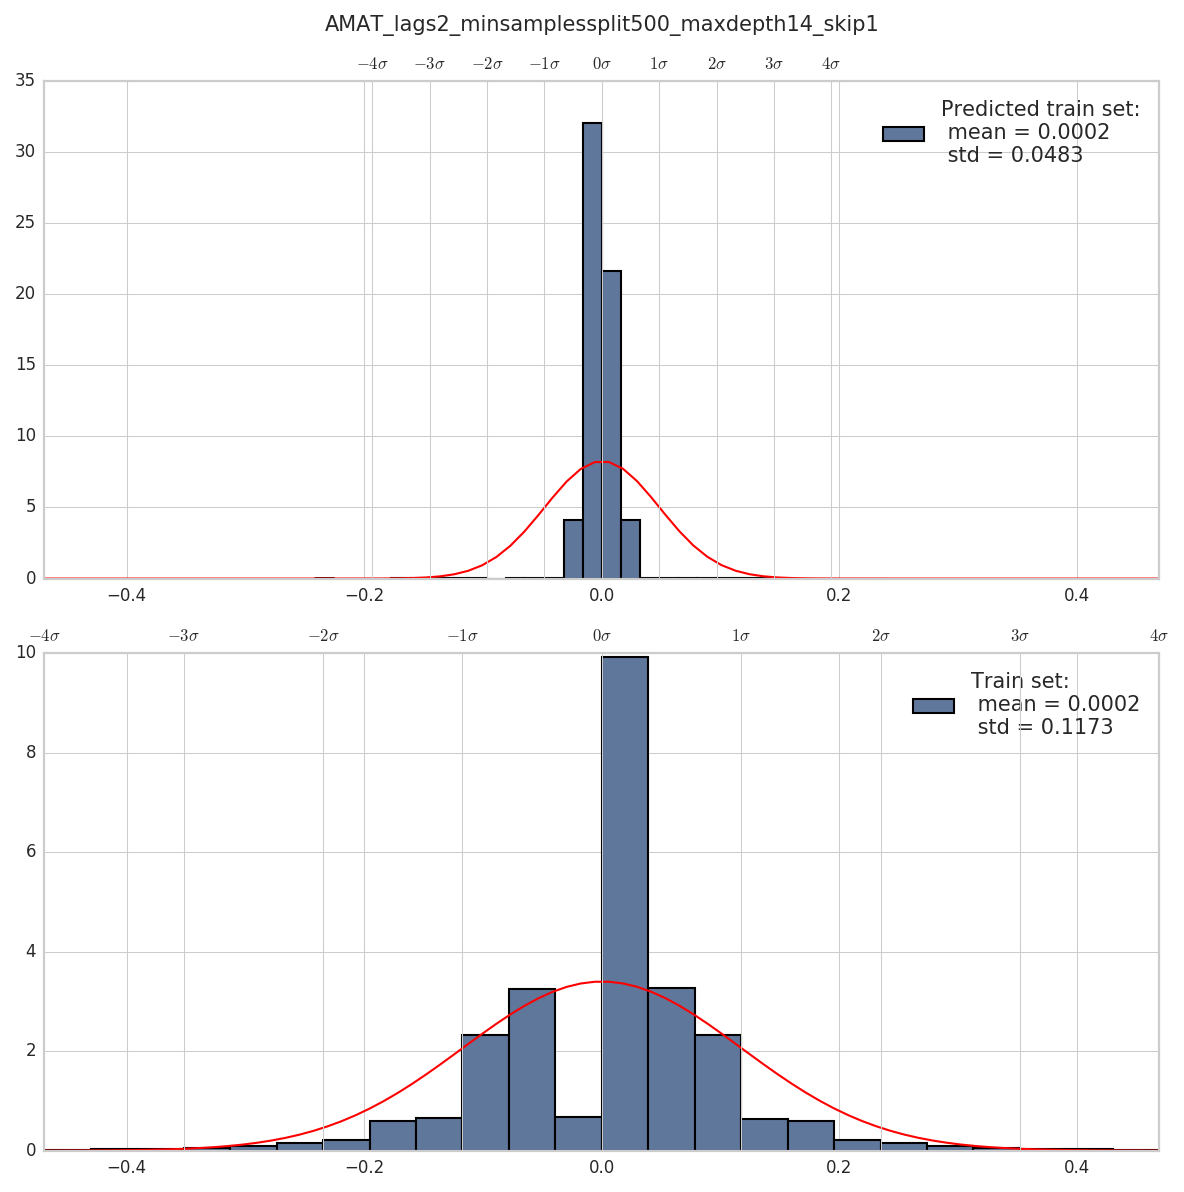 AMAT_lags2_minsamplessplit500_maxdepth14_skip1
−4σ −3σ −2σ −1σ 0σ 1σ 2σ 3σ 4σ
35
30
25
20
15
10
5
0
Predicted train set:
mean = 0.0002
std = 0.0483
−0.4 −0.2 0.0 0.2 0.4
−4σ −3σ −2σ −1σ 0σ 1σ 2σ 3σ 4σ
10
8
6
4
2
0
Train set:
mean = 0.0002
std = 0.1173
−0.4 −0.2 0.0 0.2 0.4